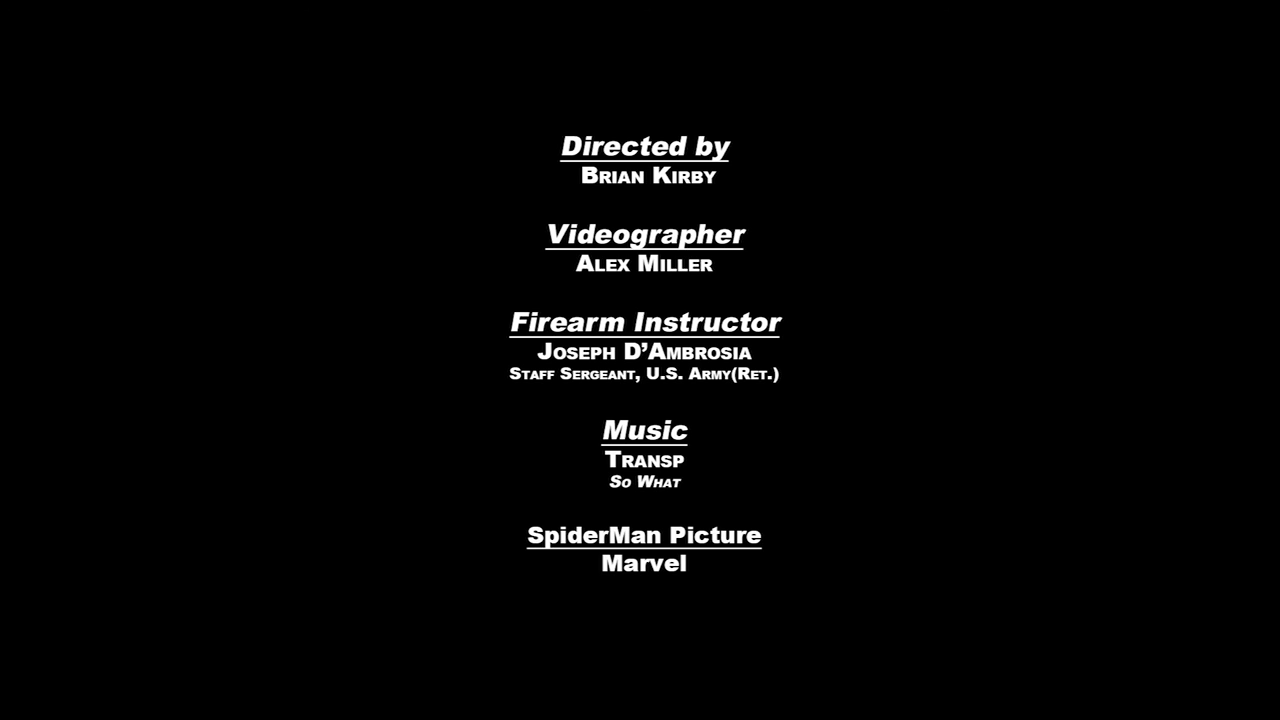 Directed by
Brian Kirby
Videographer
Alex Miller
Firearm Instructor
Joseph D’Ambrosia
Staff Sergeant, U.S. Army(Ret.)
Music
Transp
So What
SpiderMan Picture
Marvel